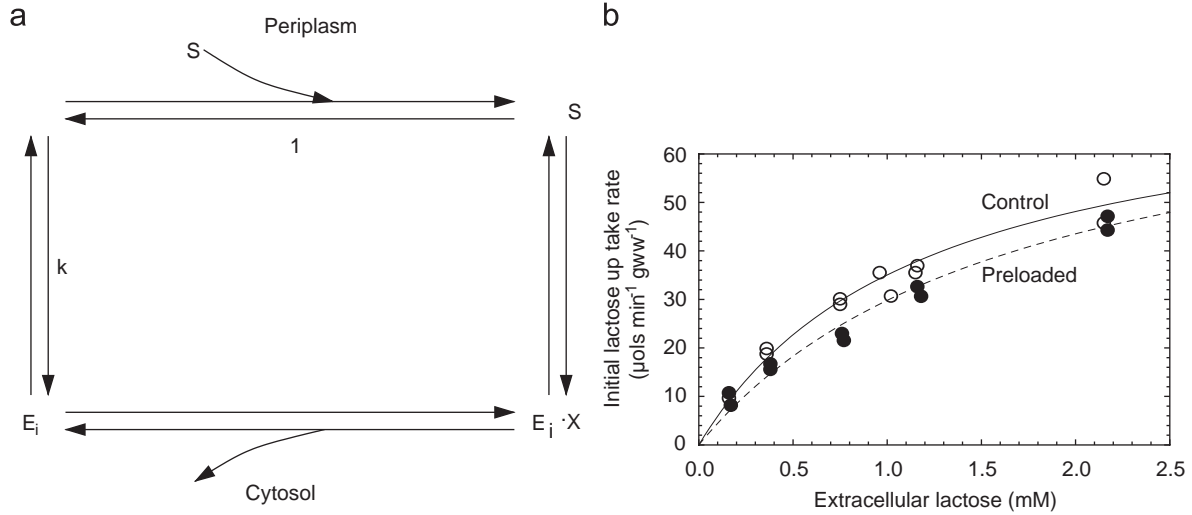 a
Periplasm
S
S
1
k
Ei
Ei ·X
Cytosol
b
Initial lactose up take rate
(μols min-1 gww-1)
60
50
40
30
20
10
0
Control
Preloaded
0.0 0.5 1.0 1.5 2.0 2.5
Extracellular lactose (mM)